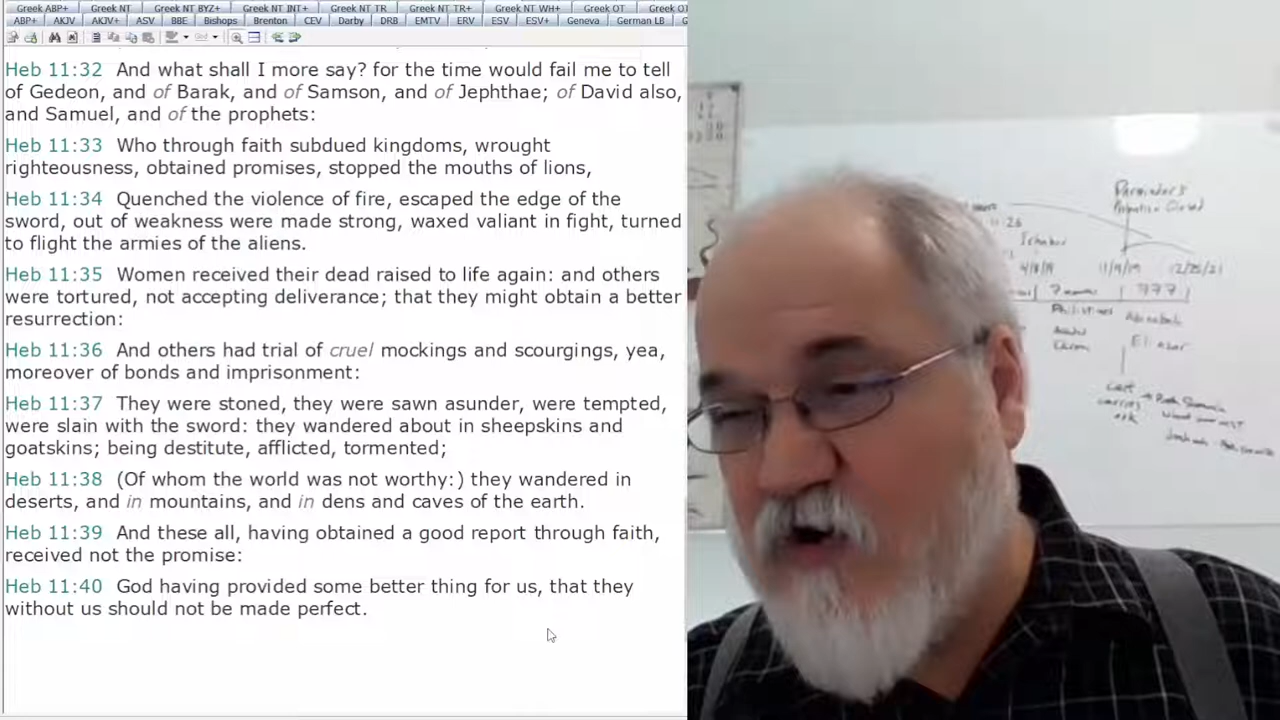 Greek ABP+ Greek NT Greek NT BYZ+ Greek NT INT+ Greek NT TR Greek NT TR+ Greek NT WH+ Greek OT
ABP+ AKJV AKJV+ ASV BBE Bishops Brenton CEV Darby DRB EMTV ERV ESV ESV+ Geneva German LB
Heb 11:32 And what shall I more say? for the time would fail me to tell
of Gedeon, and of Barak, and of Samson, and of Jephthae; of David also,
and Samuel, and of the prophets:
Heb 11:33 Who through faith subdued kingdoms, wrought
righteousness, obtained promises, stopped the mouths of lions,
Heb 11:34 Quenched the violence of fire, escaped the edge of the
sword, out of weakness were made strong, waxed valiant in fight, turned
to flight the armies of the aliens.
Heb 11:35 Women received their dead raised to life again: and others
were tortured, not accepting deliverance; that they might obtain a better
resurrection:
Heb 11:36 And others had trial of cruel mockings and scourgings, yea,
moreover of bonds and imprisonment:
Heb 11:37 They were stoned, they were sawn asunder, were tempted,
were slain with the sword: they wandered about in sheepskins and
goatskins; being destitute, afflicted, tormented;
Heb 11:38 (Of whom the world was not worthy:) they wandered in
deserts, and in mountains, and in dens and caves of the earth.
Heb 11:39 And these all, having obtained a good report through faith,
received not the promise:
Heb 11:40 God having provided some better thing for us, that they
without us should not be made perfect.
Closed
11/9/19 12/25/21
7 months 777
Philistines